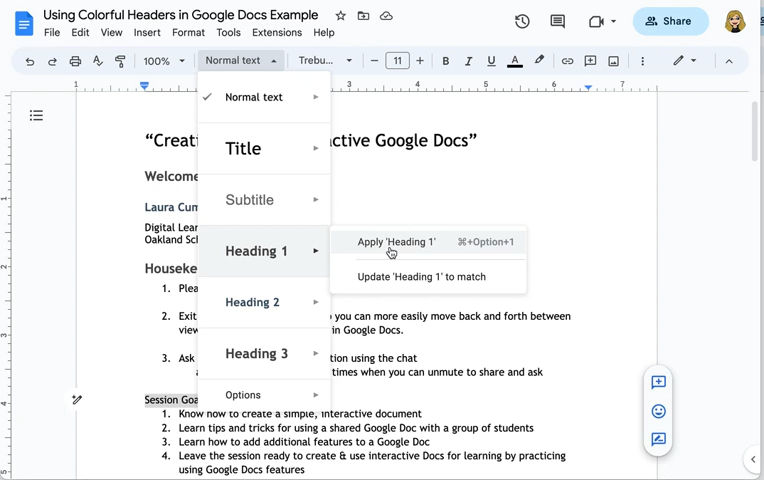 Using Colorful Headers in Google Docs Example
File Edit View Insert Format Tools Extensions Help
Share
100% Normal text Trebu... 11 B I U A
1 3 4 5 6 7
Normal text
"Creati ctive Google Docs"
Title
Welcome
Subtitle
Laura Cum
Digital Lear
Oakland Sch
Heading 1
Apply 'Heading 1' ⌘+Option+1
Update 'Heading 1' to match
Houseke
1. Plea
Heading 2
2. Exit you can more easily move back and forth between
view in Google Docs.
Heading 3
3. Ask tion using the chat
a times when you can unmute to share and ask
Options
Session Goa
1. Know how to create a simple, interactive document
2. Learn tips and tricks for using a shared Google Doc with a group of students
3. Learn how to add additional features to a Google Doc
4. Leave the session ready to create & use interactive Docs for learning by practicing
using Google Docs features